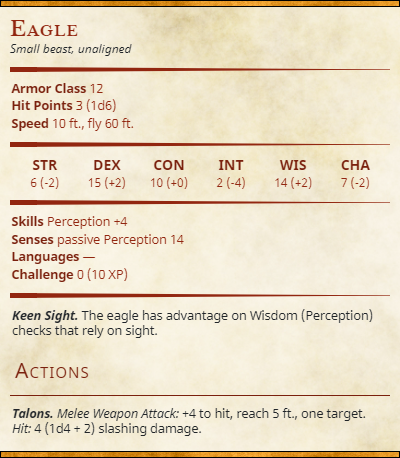 Eagle
Small beast, unaligned
Armor Class 12
Hit Points 3 (1d6)
Speed 10 ft., fly 60 ft.
STR DEX CON INT WIS CHA
6 (-2) 15 (+2) 10 (+0) 2 (-4) 14 (+2) 7 (-2)
Skills Perception +4
Senses passive Perception 14
Languages —
Challenge 0 (10 XP)
Keen Sight. The eagle has advantage on Wisdom (Perception)
checks that rely on sight.
Actions
Talons. Melee Weapon Attack: +4 to hit, reach 5 ft., one target.
Hit: 4 (1d4 + 2) slashing damage.